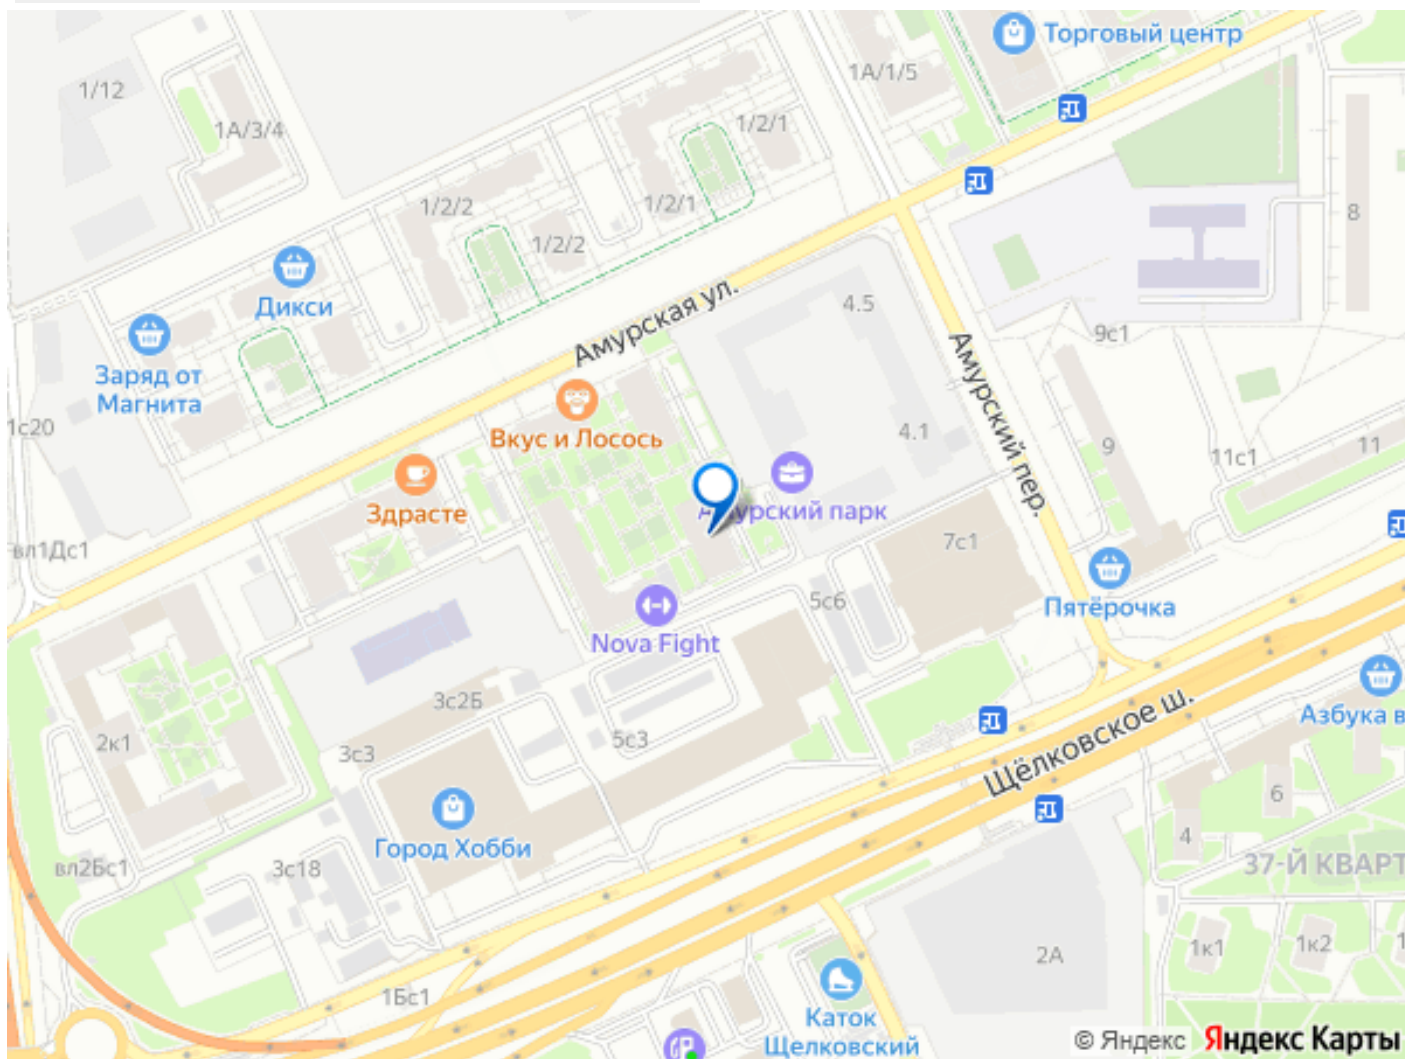 Торговый центр
1А/1/5
1/12
1А/3/4
1/2/1
1/2/2
1/2/1
1/2/2
8
Дикси
Амурская ул.
4.5
9с1
Заряд от
Магнита
1с20
Вкус и Лосось
Амурский пер.
4.1
9
11с1
11
Здрасте
Амурский парк
вл1Дс1
7с1
Пятёрочка
5с6
Nova Fight
3с2Б
Щёлковское ш.
Азбука в
2к1
3с3
5с3
6
4
Город Хобби
37-Й КВАРТ
вл2Бс1
3с18
2А
1к1
1к2
1
1Бс1
Каток
Щелковский
© Яндекс Яндекс Карты